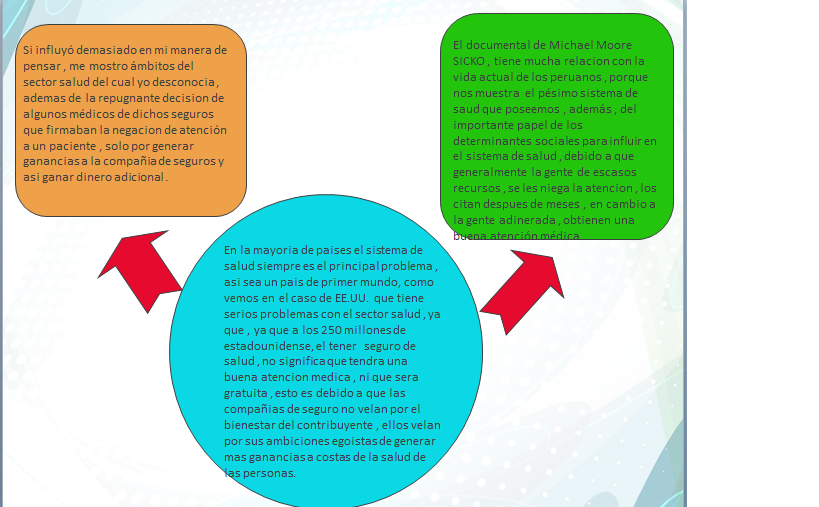 Si influyó demasiado en mi manera de
pensar , me mostro ámbitos del
sector salud del cual yo desconocia ,
ademas de la repugnante decision de
algunos médicos de dichos seguros
que firmaban la negacion de atención
a un paciente , solo por generar
ganancias a la compañia de seguros y
asi ganar dinero adicional .
El documental de Michael Moore
SICKO , tiene mucha relacion con la
vida actual de los peruanos , porque
nos muestra el pésimo sistema de
saud que poseemos , además , del
importante papel de los
determinantes sociales para influir en
el sistema de salud , debido a que
generalmente la gente de escasos
recursos , se les niega la atencion , los
citan despues de meses , en cambio a
la gente adinerada , obtienen una
buena atención médica
En la mayoria de paises el sistema de
salud siempre es el principal problema ,
asi sea un pais de primer mundo, como
vemos en el caso de EE.UU. que tiene
serios problemas con el sector salud , ya
que , ya que a los 250 millones de
estadounidense, el tener seguro de
salud , no significa que tendra una
buena atencion medica , ni que sera
gratuita , esto es debido a que las
compañias de seguro no velan por el
bienestar del contribuyente , ellos velan
por sus ambiciones egoistas de generar
mas ganancias a costas de la salud de
las personas.